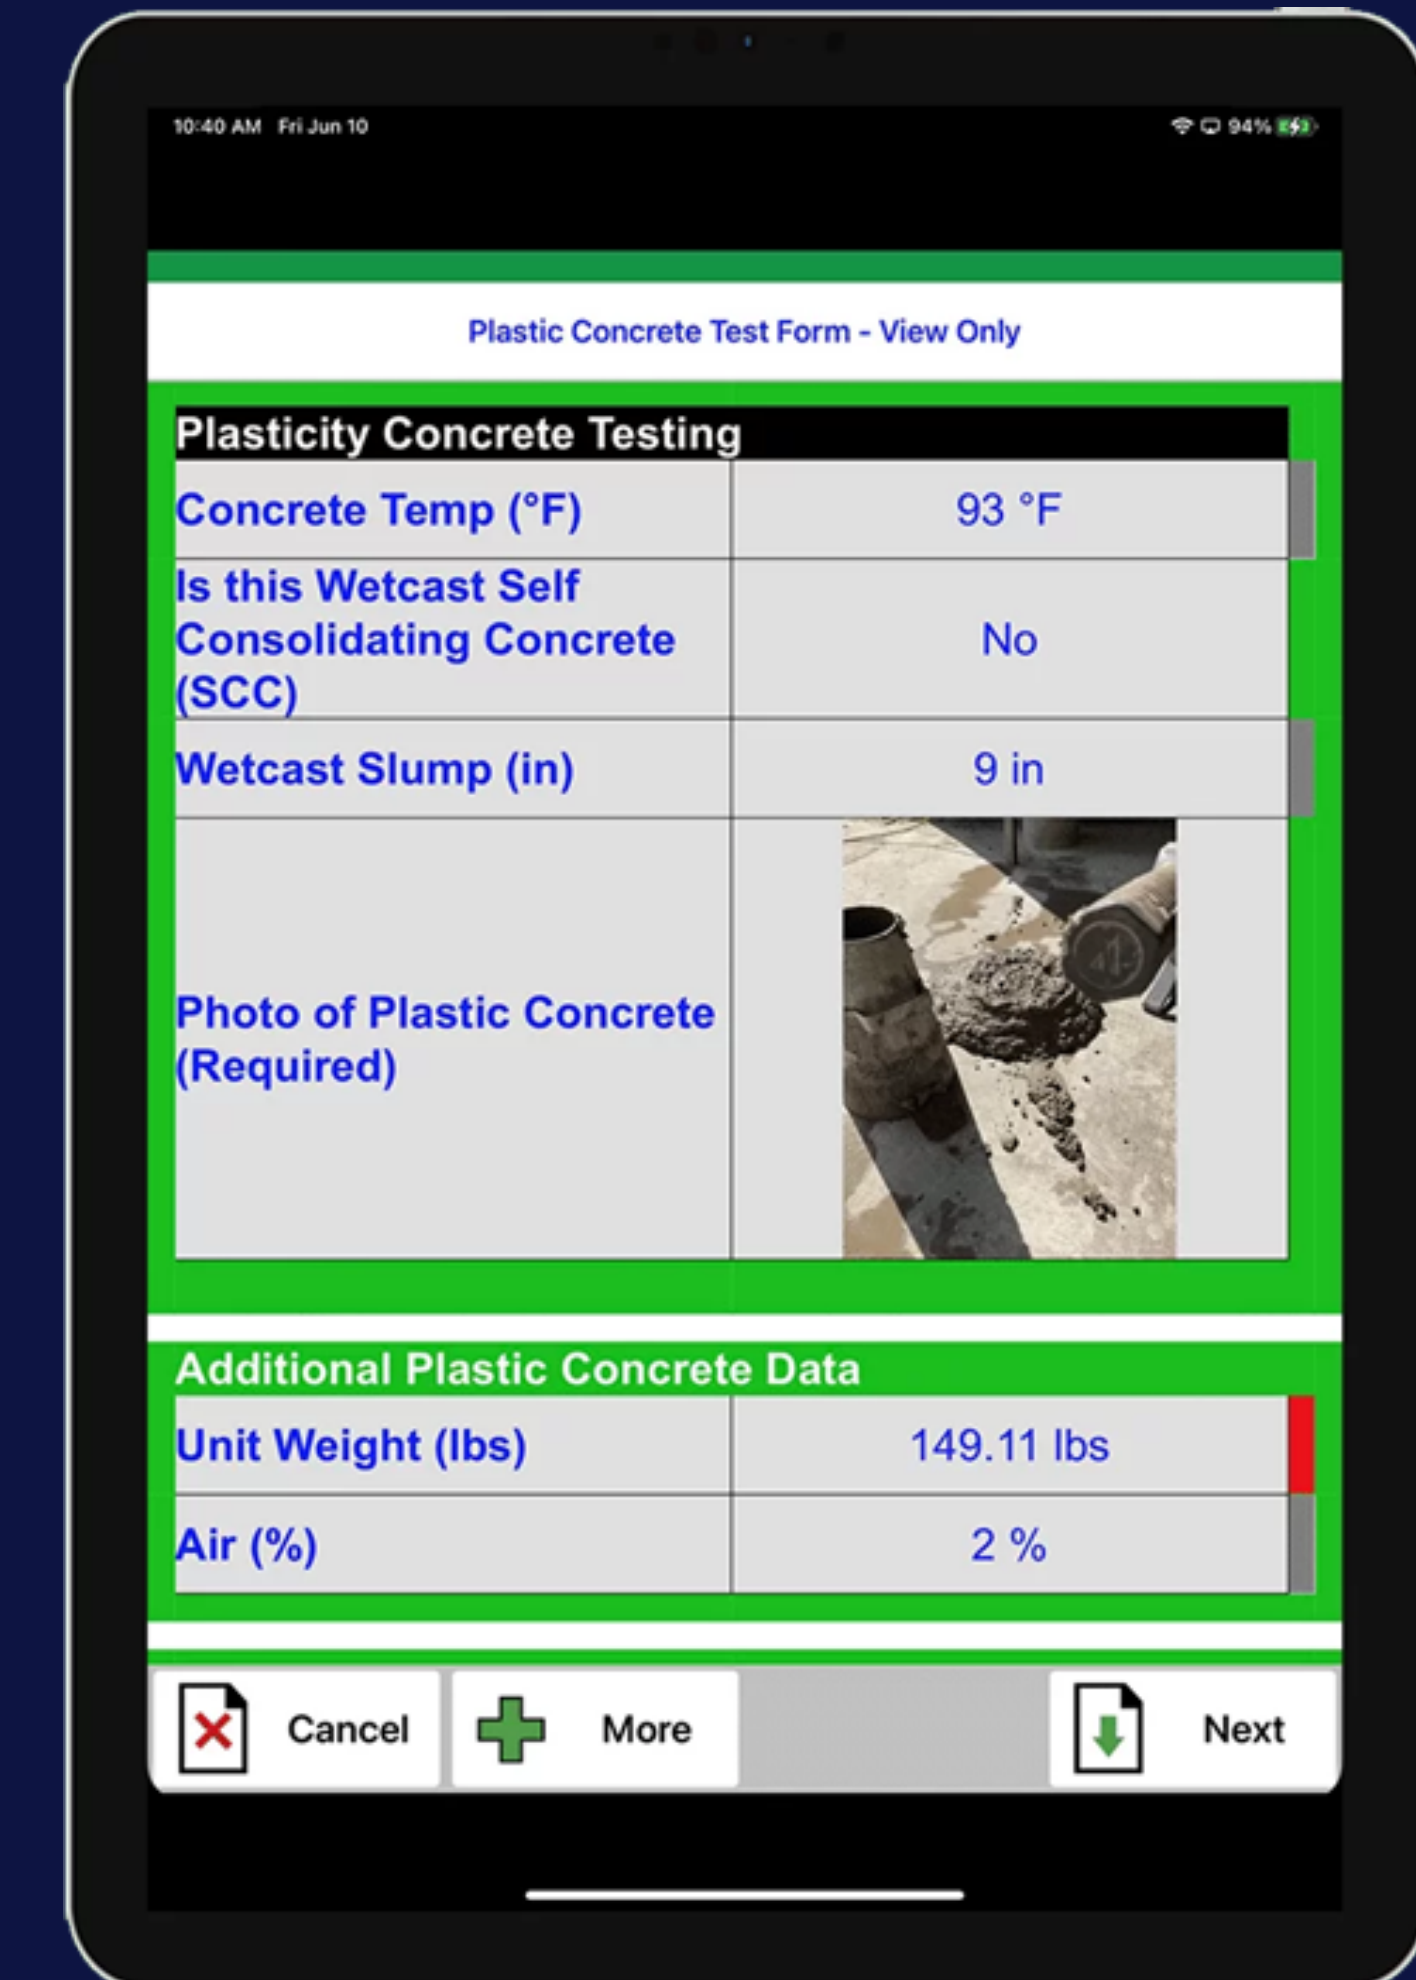 10:40 AM Fri Jun 10
94%
Plastic Concrete Test Form - View Only
Plasticity Concrete Testing
Concrete Temp (°F) 93 °F
Is this Wetcast Self
Consolidating Concrete
(SCC)
No
Wetcast Slump (in) 9 in
Photo of Plastic Concrete
(Required)
Additional Plastic Concrete Data
Unit Weight (lbs) 149.11 lbs
Air (%) 2 %
Cancel More Next